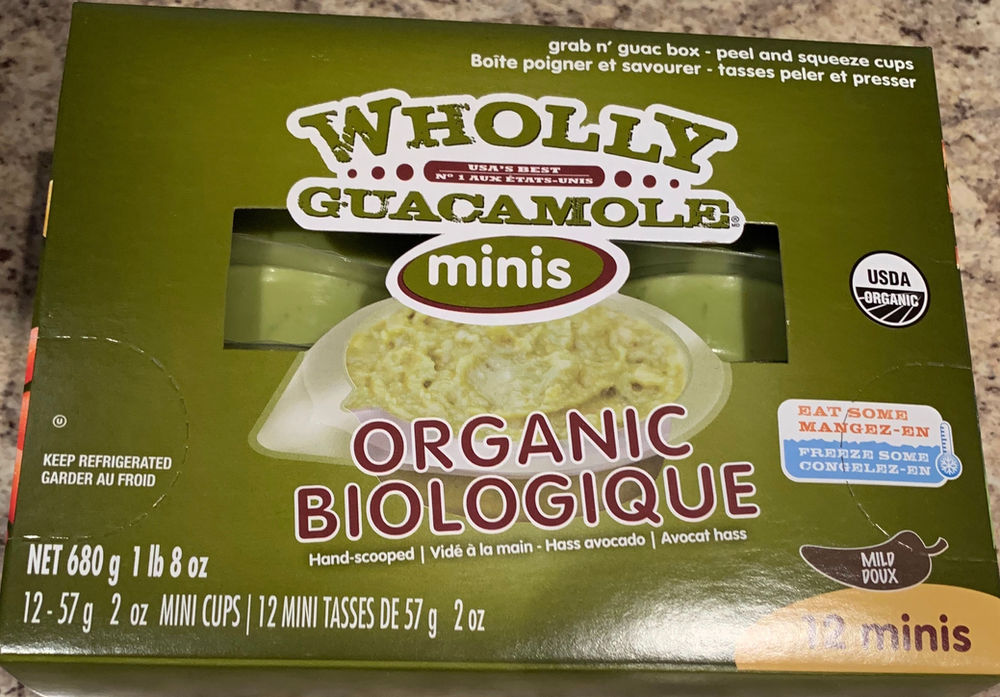 grab n' guac box - peel and squeeze cups
Boîte poigner et savourer - tasses peler et presser
WHOLLY
USA'S BEST
Nº 1 AUX ÉTATS-UNIS
GUACAMOLE®
minis
USDA
ORGANIC
ORGANIC
BIOLOGIQUE
Hand-scooped | Vidé à la main - Hass avocado | Avocat hass
EAT SOME
MANGEZ-EN
FREEZE SOME
CONGELEZ-EN
U
KEEP REFRIGERATED
GARDER AU FROID
MILD
DOUX
NET 680 g 1 lb 8 oz
12 - 57 g 2 oz MINI CUPS | 12 MINI TASSES DE 57 g 2 oz
12 minis